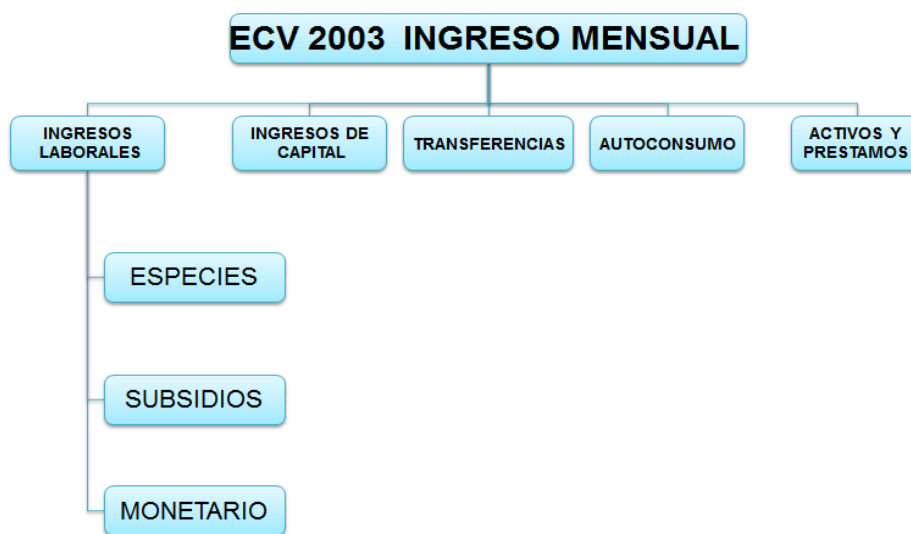 ECV 2003 INGRESO MENSUAL
INGRESOS
LABORALES
INGRESOS DE
CAPITAL
TRANSFERENCIAS
AUTOCONSUMO
ACTIVOS Y
PRESTAMOS
ESPECIES
SUBSIDIOS
MONETARIO